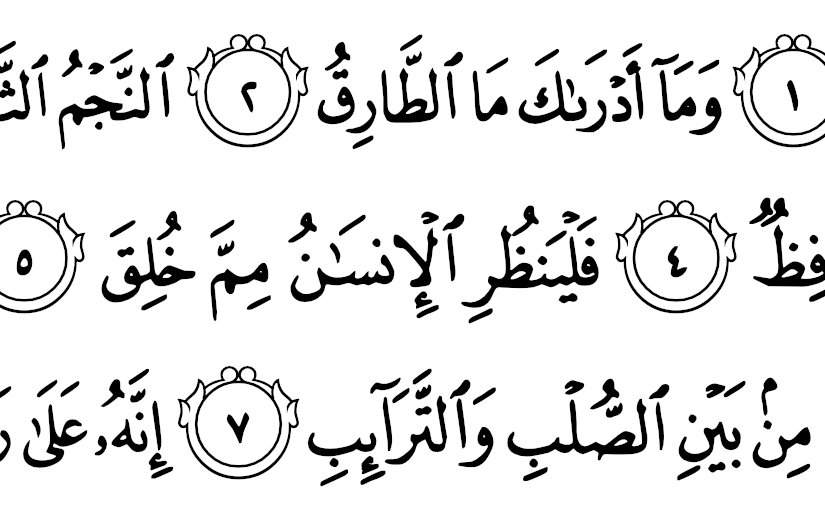 ١ وَمَآ أَدۡرَىٰكَ مَا ٱلطَّارِقُ ٢ ٱلنَّجۡمُ
٤ فَلۡيَنظُرِ ٱلۡإِنسَٰنُ مِمَّ خُلِقَ ٥
مِنۢ بَيۡنِ ٱلصُّلۡبِ وَٱلتَّرَآئِبِ ٧ إِنَّهُۥ عَلَىٰ